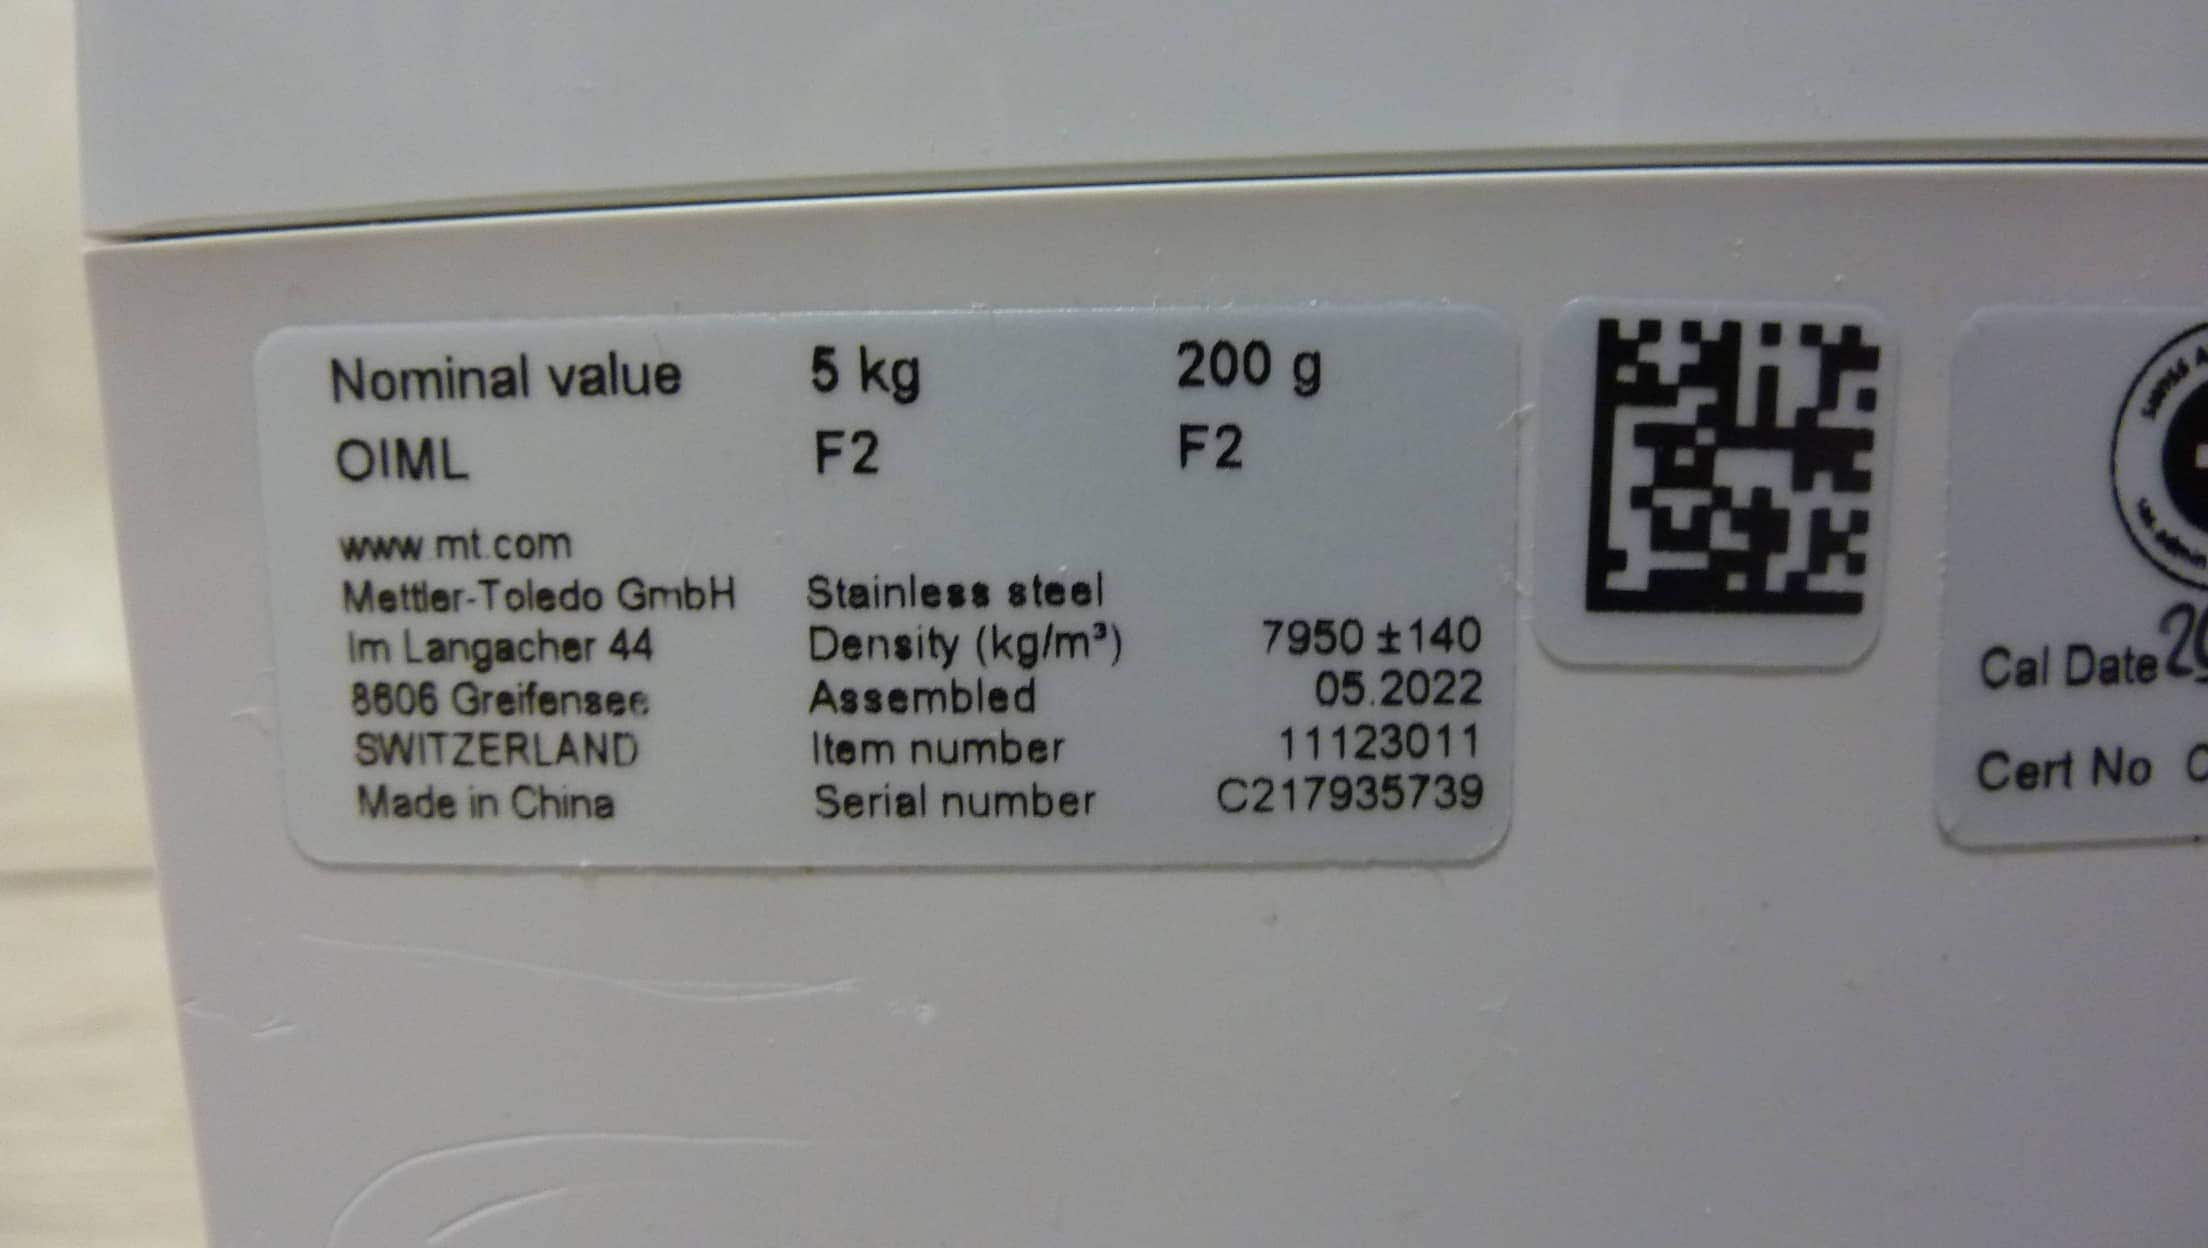 Nominal value 5 kg 200 g
OIML F2 F2
www.mt.com
Mettler-Toledo GmbH Stainless steel
Im Langacher 44 Density (kg/m³) 7950 ±140
8606 Greifensee Assembled 05.2022
SWITZERLAND Item number 11123011
Made in China Serial number C217935739
Cal Date 20
Cert No C